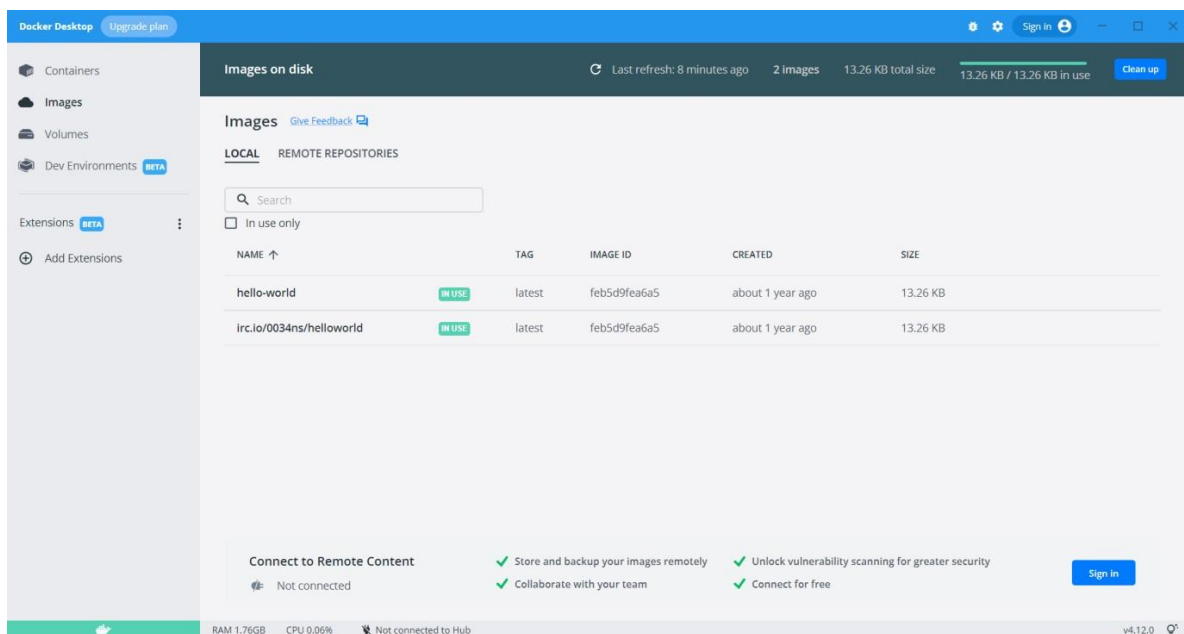 Docker Desktop Upgrade plan Sign in
Containers
Images
Volumes
Dev Environments BETA
Extensions BETA
Add Extensions
Images on disk Last refresh: 8 minutes ago 2 images 13.26 KB total size 13.26 KB / 13.26 KB in use Clean up
Images Give Feedback
LOCAL REMOTE REPOSITORIES
Search
In use only
NAME TAG IMAGE ID CREATED SIZE
hello-world IN USE latest feb5d9fea6a5 about 1 year ago 13.26 KB
irc.io/0034ns/helloworld IN USE latest feb5d9fea6a5 about 1 year ago 13.26 KB
Connect to Remote Content
Not connected
Store and backup your images remotely
Collaborate with your team
Unlock vulnerability scanning for greater security
Connect for free
Sign in
RAM 1.76GB CPU 0.06% Not connected to Hub v4.12.0